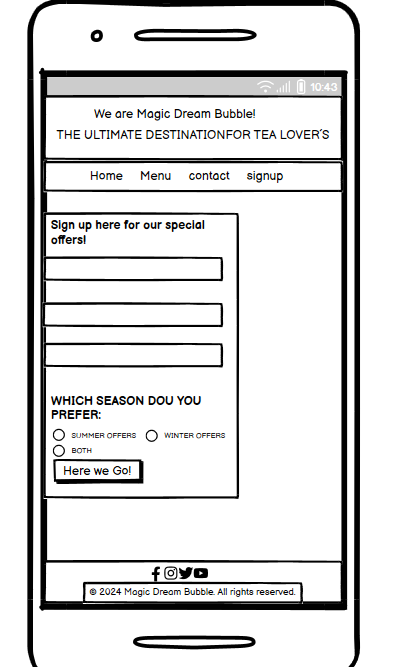 10:43
We are Magic Dream Bubble!
THE ULTIMATE DESTINATIONFOR TEA LOVER'S
Home Menu contact signup
Sign up here for our special
offers!
WHICH SEASON DOU YOU
PREFER:
SUMMER OFFERS WINTER OFFERS
BOTH
Here we Go!
© 2024 Magic Dream Bubble. All rights reserved.